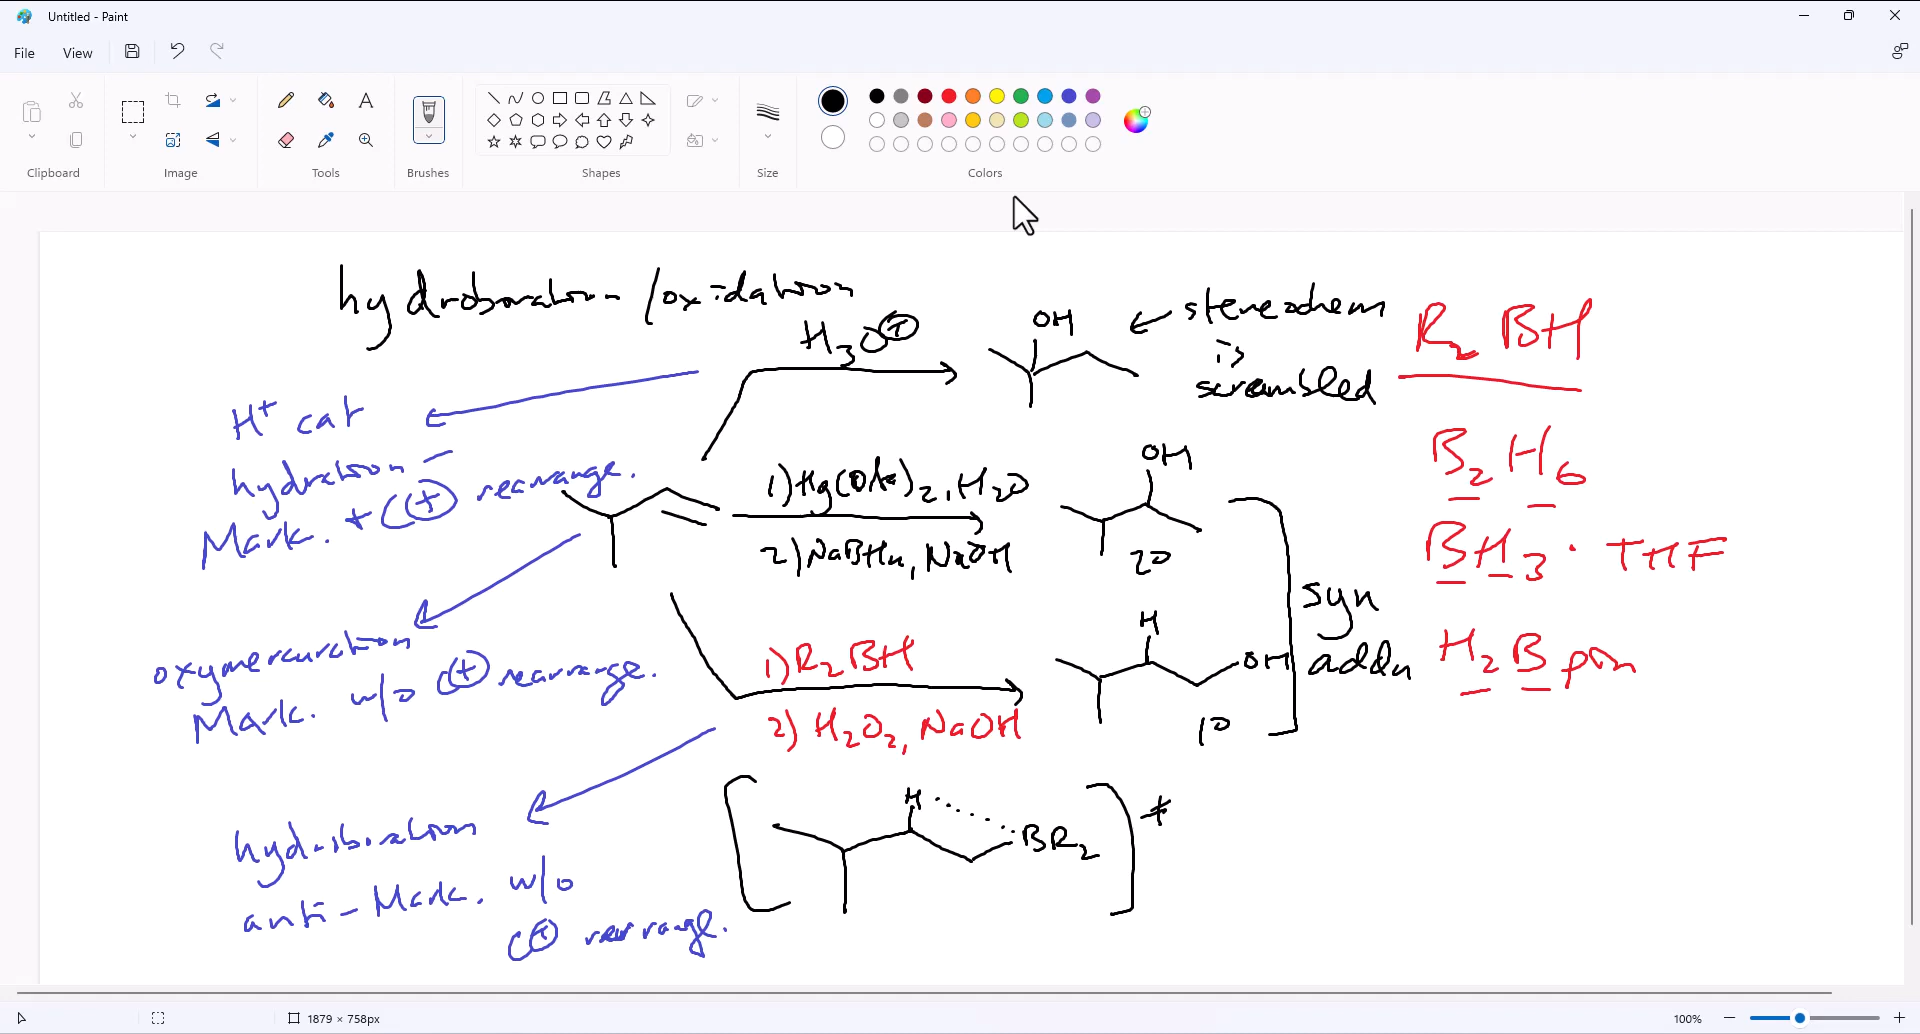 Untitled - Paint
File View
Clipboard Image Tools Brushes Shapes Size Colors
hydroboration/oxidation
H3O⊕
OH
stereochem
is
scrambled
R2BH
H+ cat
hydration -
Mark. + C⊕ rearrange.
1) Hg(OAc)2, H2O
2) NaBH4, NaOH
OH
2°
B2H6
BH3 · THF
syn
addn
oxymercuration
Mark. w/o C⊕ rearrange.
1) R2BH
2) H2O2, NaOH
H
OH
1°
H2B pin
hydroboration
anti-Mark. w/o
C⊕ rearrange.
H
BR2
‡
1879 × 758px
100%